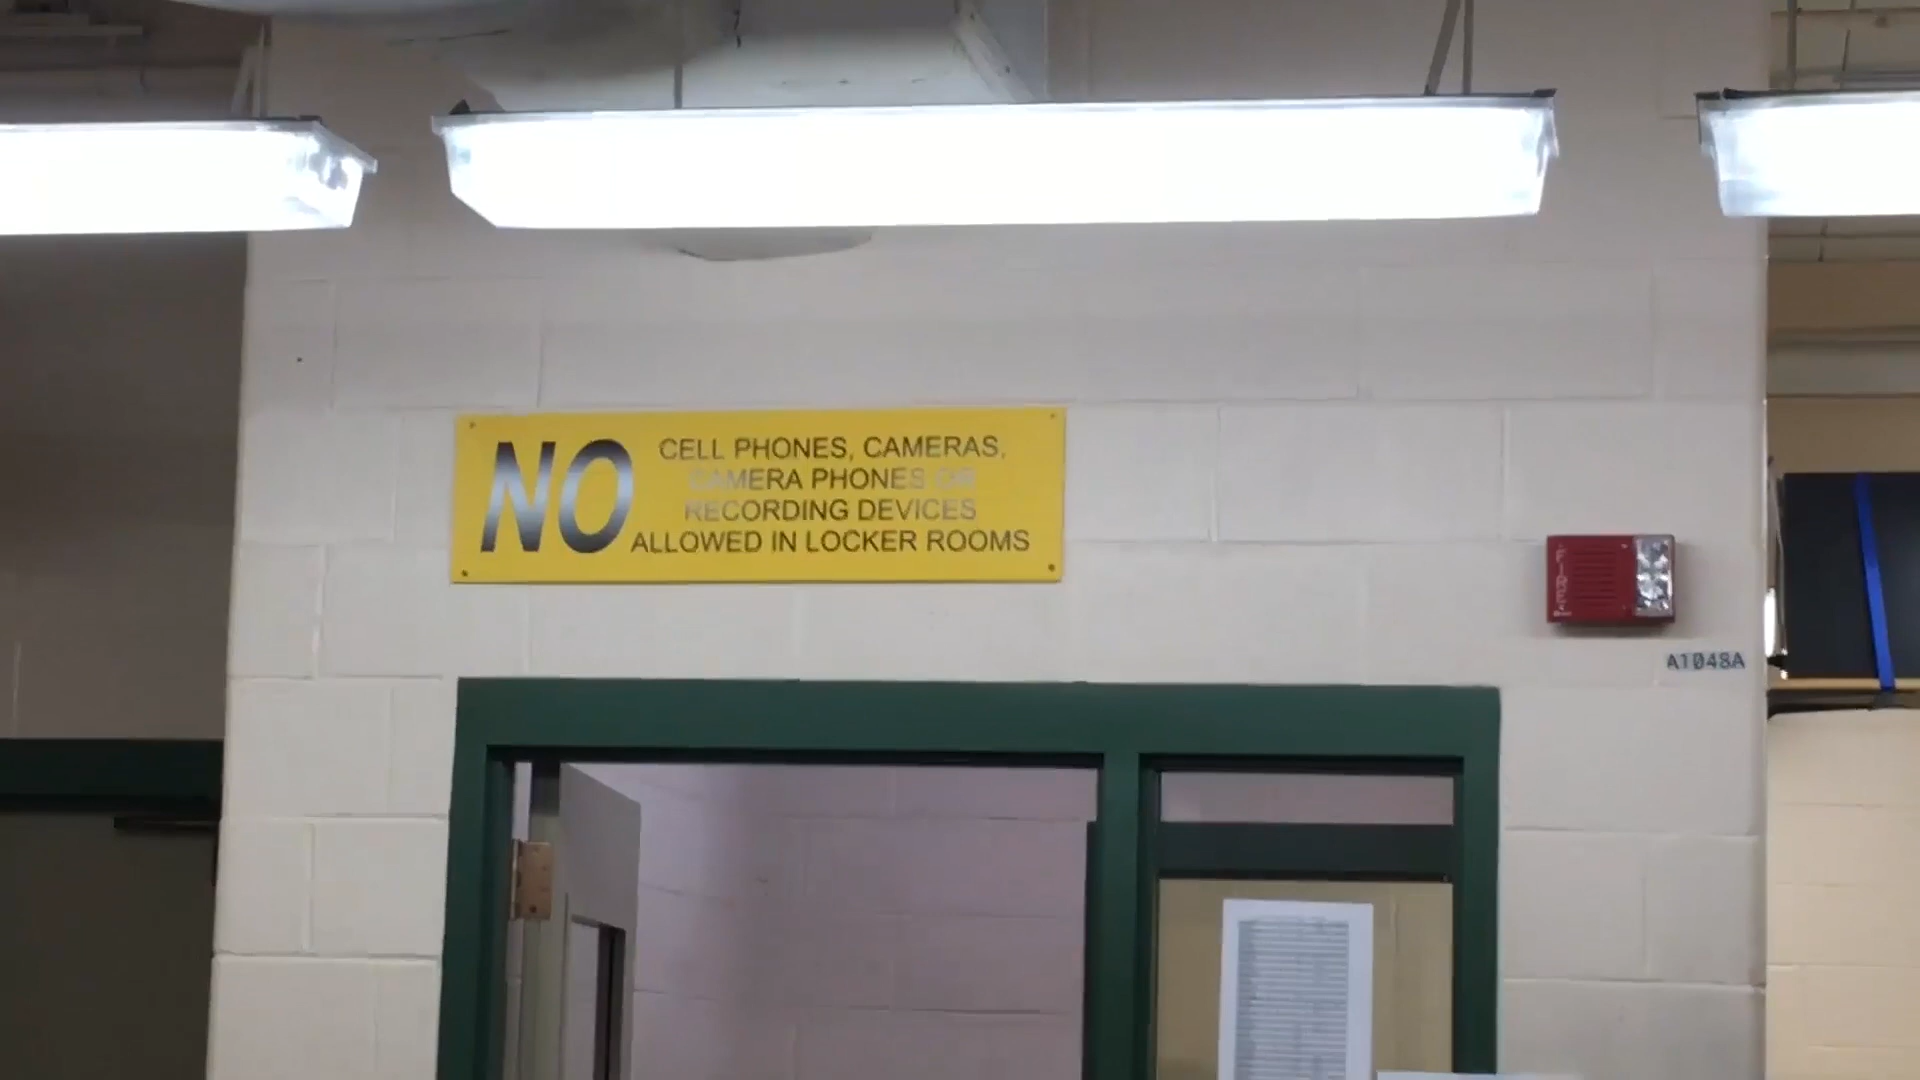 NO
CELL PHONES, CAMERAS,
CAMERA PHONES OR
RECORDING DEVICES
ALLOWED IN LOCKER ROOMS
FIRE
A1048A